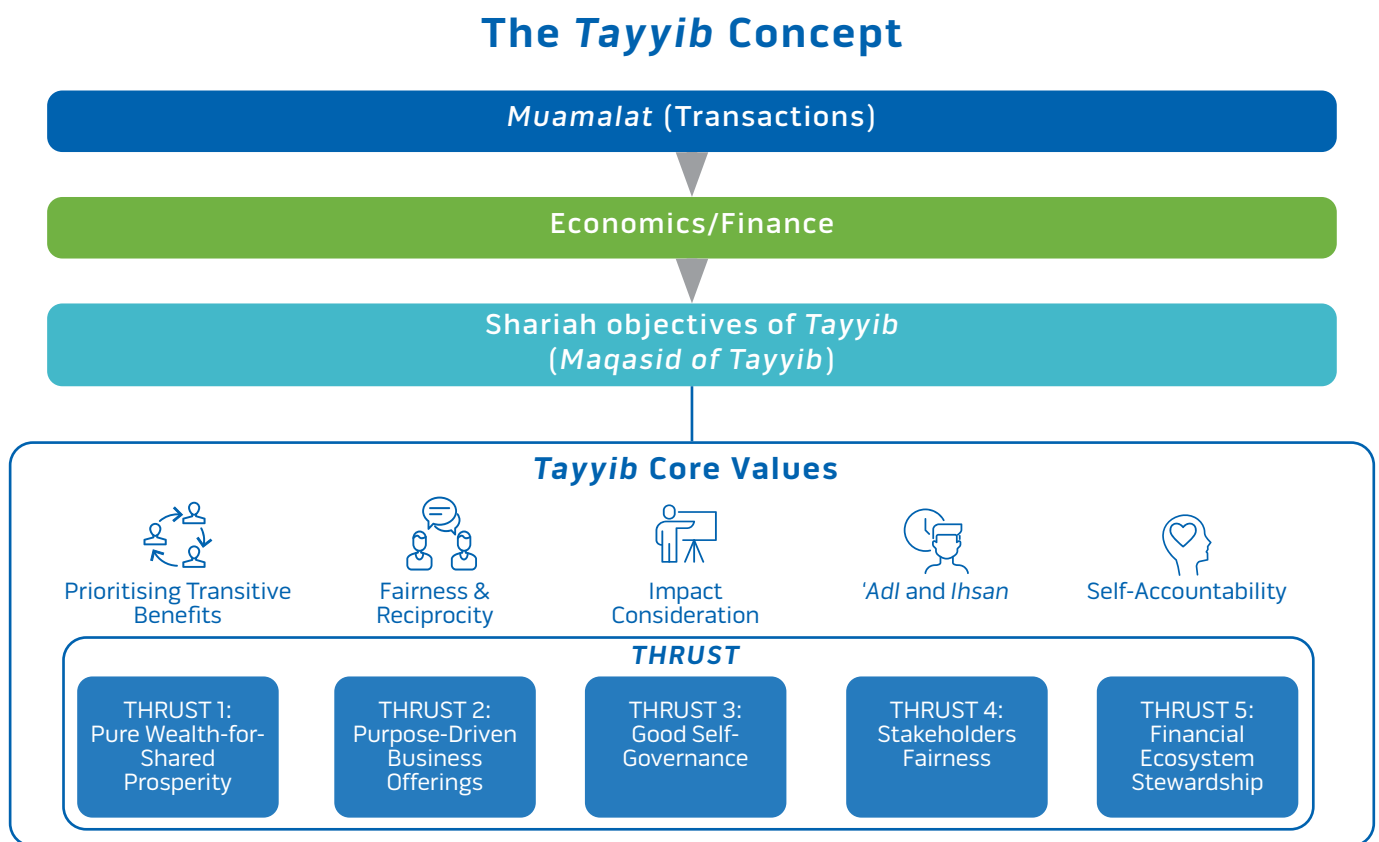 The Tayyib Concept
Muamalat (Transactions)
Economics/Finance
Shariah objectives of Tayyib
(Maqasid of Tayyib)
Tayyib Core Values
Prioritising Transitive
Benefits
Fairness &
Reciprocity
Impact
Consideration
‘Adl and Ihsan
Self-Accountability
THRUST
THRUST 1:
Pure Wealth-for-
Shared
Prosperity
THRUST 2:
Purpose-Driven
Business
Offerings
THRUST 3:
Good Self-
Governance
THRUST 4:
Stakeholders
Fairness
THRUST 5:
Financial
Ecosystem
Stewardship